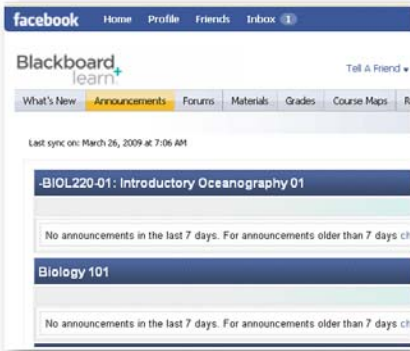 facebook Home Profile Friends Inbox 1
Blackboard
learn+
Tell A Friend
What's New Announcements Forums Materials Grades Course Maps R
Last sync on: March 26, 2009 at 7:06 AM
-BIOL220-01: Introductory Oceanography 01
No announcements in the last 7 days. For announcements older than 7 days ch
Biology 101
No announcements in the last 7 days. For announcements older than 7 days ch